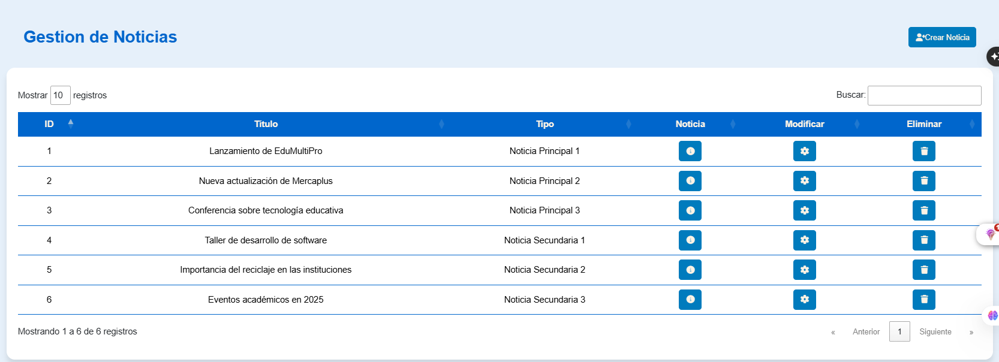 Gestion de Noticias
Crear Noticia
Mostrar 10 registros
Buscar:
ID Titulo Tipo Noticia Modificar Eliminar
1 Lanzamiento de EduMultiPro Noticia Principal 1
2 Nueva actualización de Mercaplus Noticia Principal 2
3 Conferencia sobre tecnología educativa Noticia Principal 3
4 Taller de desarrollo de software Noticia Secundaria 1
5 Importancia del reciclaje en las instituciones Noticia Secundaria 2
6 Eventos académicos en 2025 Noticia Secundaria 3
Mostrando 1 a 6 de 6 registros
« Anterior 1 Siguiente »